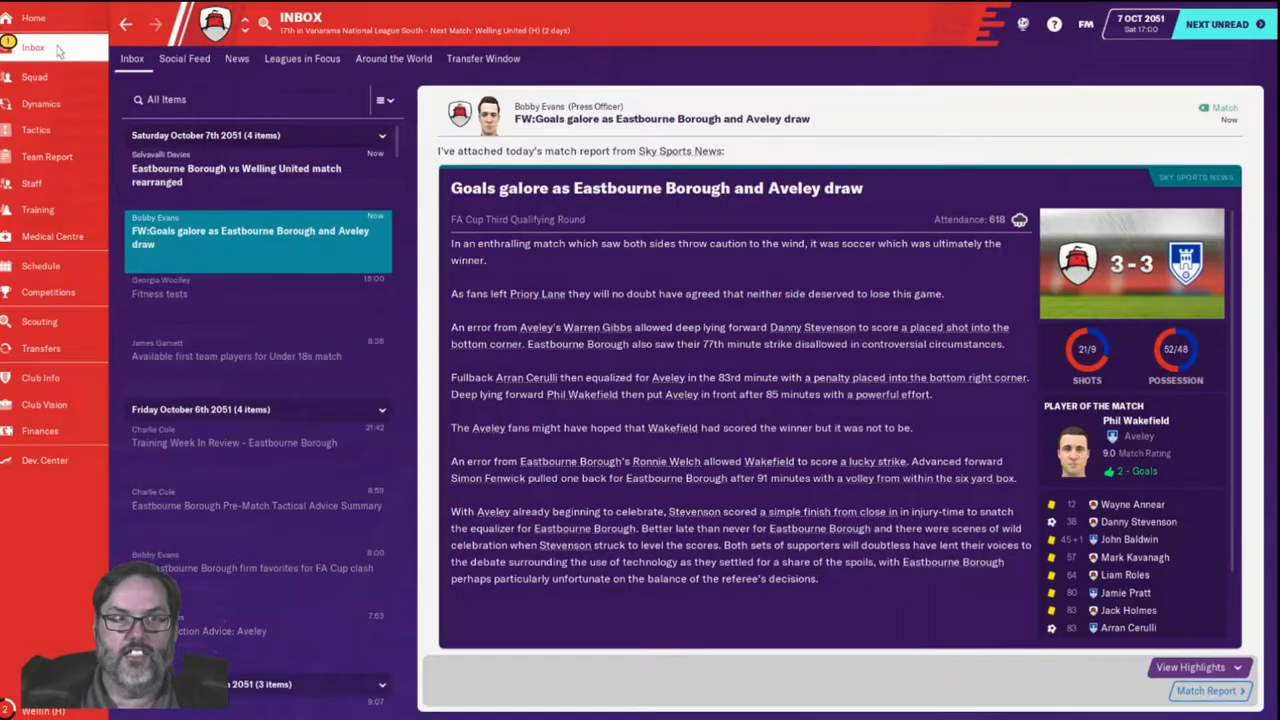 Home
Inbox
Squad
Dynamics
Tactics
Team Report
Staff
Training
Medical Centre
Schedule
Competitions
Scouting
Transfers
Club Info
Club Vision
Finances
Dev. Center
1
2
INBOX
17th in Vanarama National League South - Next Match: Welling United (H) (2 days)
?
FM
7 OCT 2051
Sat 17:00
NEXT UNREAD
Inbox
Social Feed
News
Leagues in Focus
Around the World
Transfer Window
All Items
Saturday October 7th 2051 (4 items)
Selvavalli Davies
Now
Eastbourne Borough vs Welling United match
rearranged
Bobby Evans
Now
FW:Goals galore as Eastbourne Borough and Aveley
draw
Georgia Woolley
15:00
Fitness tests
James Garnett
8:36
Available first team players for Under 18s match
Friday October 6th 2051 (4 items)
Charlie Cole
21:42
Training Week In Review - Eastbourne Borough
Charlie Cole
8:59
Eastbourne Borough Pre-Match Tactical Advice Summary
Bobby Evans
8:00
Eastbourne Borough firm favorites for FA Cup clash
7:53
Advice: Aveley
2051 (3 items)
9:07
Bobby Evans (Press Officer)
FW:Goals galore as Eastbourne Borough and Aveley draw
Match
Now
I've attached today's match report from Sky Sports News:
Goals galore as Eastbourne Borough and Aveley draw
SKY SPORTS NEWS
FA Cup Third Qualifying Round
Attendance: 618
In an enthralling match which saw both sides throw caution to the wind, it was soccer which was ultimately the
winner.
As fans left Priory Lane they will no doubt have agreed that neither side deserved to lose this game.
An error from Aveley's Warren Gibbs allowed deep lying forward Danny Stevenson to score a placed shot into the
bottom corner. Eastbourne Borough also saw their 77th minute strike disallowed in controversial circumstances.
Fullback Arran Cerulli then equalized for Aveley in the 83rd minute with a penalty placed into the bottom right corner.
Deep lying forward Phil Wakefield then put Aveley in front after 85 minutes with a powerful effort.
The Aveley fans might have hoped that Wakefield had scored the winner but it was not to be.
An error from Eastbourne Borough's Ronnie Welch allowed Wakefield to score a lucky strike. Advanced forward
Simon Fenwick pulled one back for Eastbourne Borough after 91 minutes with a volley from within the six yard box.
With Aveley already beginning to celebrate, Stevenson scored a simple finish from close in in injury-time to snatch
the equalizer for Eastbourne Borough. Better late than never for Eastbourne Borough and there were scenes of wild
celebration when Stevenson struck to level the scores. Both sets of supporters will doubtless have lent their voices to
the debate surrounding the use of technology as they settled for a share of the spoils, with Eastbourne Borough
perhaps particularly unfortunate on the balance of the referee's decisions.
3-3
21/9
SHOTS
52/48
POSSESSION
PLAYER OF THE MATCH
Phil Wakefield
Aveley
9.0 Match Rating
2 - Goals
12 Wayne Annear
38 Danny Stevenson
45+1 John Baldwin
57 Mark Kavanagh
64 Liam Roles
80 Jamie Pratt
83 Jack Holmes
83 Arran Cerulli
View Highlights
Match Report